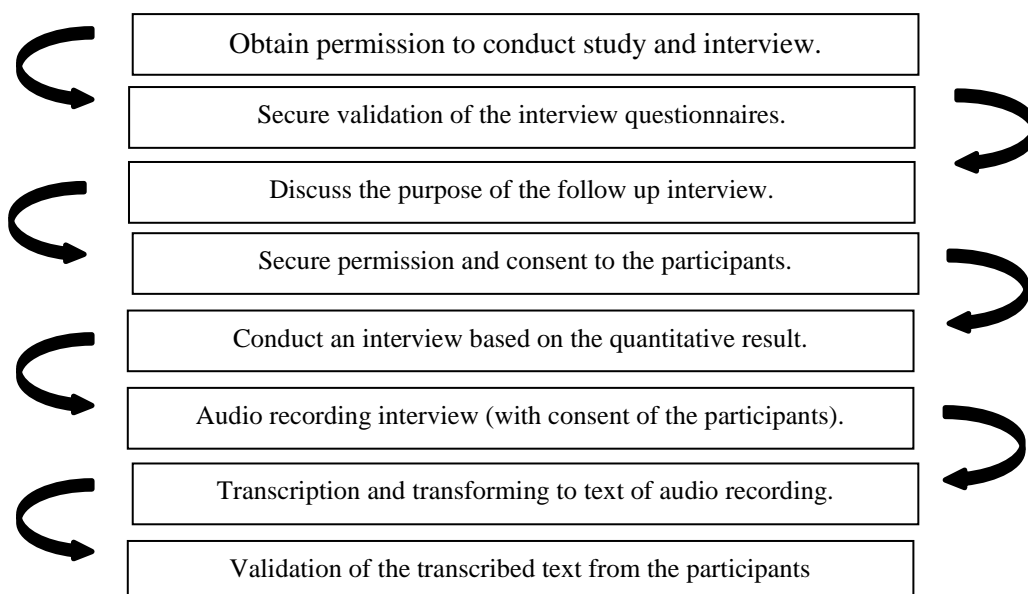 Obtain permission to conduct study and interview.
Secure validation of the interview questionnaires.
Discuss the purpose of the follow up interview.
Secure permission and consent to the participants.
Conduct an interview based on the quantitative result.
Audio recording interview (with consent of the participants).
Transcription and transforming to text of audio recording.
Validation of the transcribed text from the participants